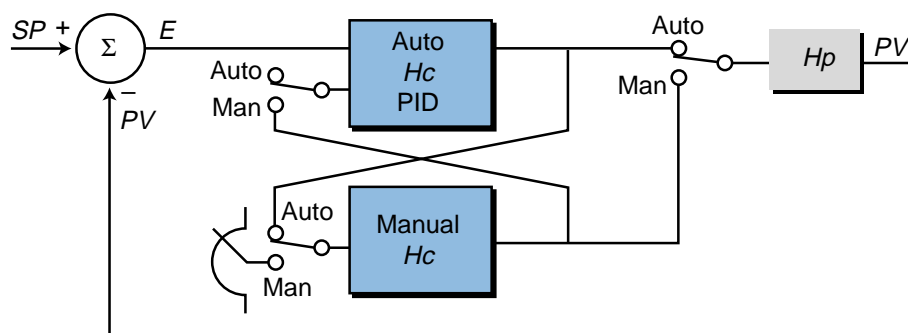 SP + Σ E
Auto
Hc
PID
Auto
Man
Auto
Man
Hp
PV
−
PV
Auto
Man
Manual
Hc